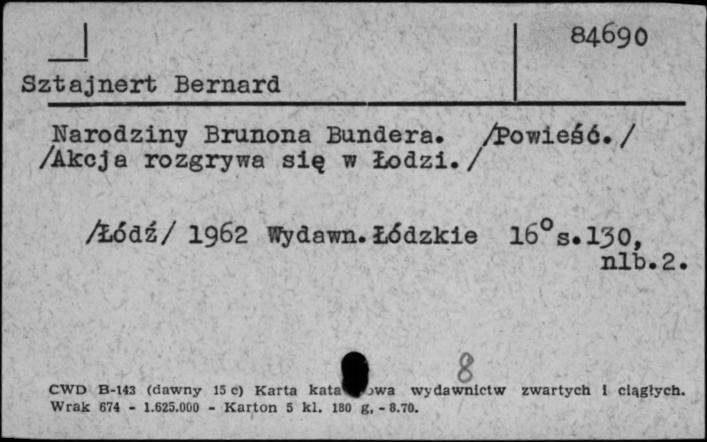 84690
Sztajnert Bernard
Narodziny Brunona Bundera. /Powieść./
/Akcja rozgrywa się w Łodzi./
/Łódź/ 1962 Wydawn.Łódzkie 16° s.130,
nlb.2.
8
CWD B-143 (dawny 15 c) Karta kata owa wydawnictw zwartych i ciągłych.
Wrak 674 - 1.625.000 - Karton 5 kl. 180 g, - 8.70.